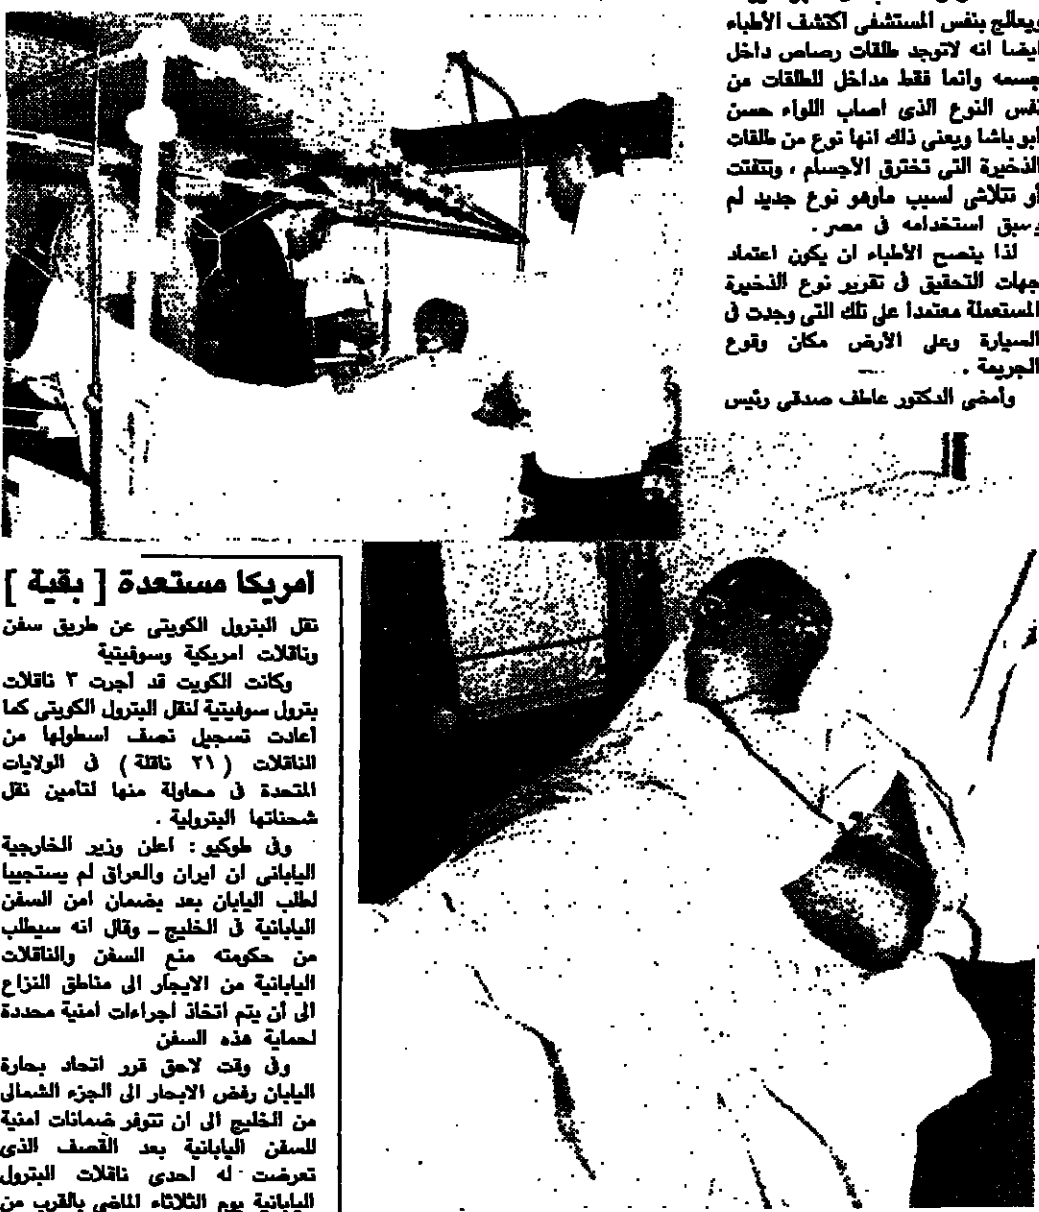 ويعالج بنفس المستشفى اكتشف الأطباء
ايضا انه لاتوجد طلقات رصاص داخل
جسمه وانما فقط مداخل للطلقات من
نفس النوع الذى اصاب اللواء حسن
أبو باشا ويعنى ذلك انها نوع من طلقات
الذخيرة التى تخترق الأجسام ، وتتفتت
أو تتلاشى لسبب ماوهو نوع جديد لم
يسبق استخدامه فى مصر .
لذا ينصح الأطباء ان يكون اعتماد
جهات التحقيق فى تقرير نوع الذخيرة
المستعملة معتمدا على تلك التى وجدت فى
السيارة وعلى الأرض مكان وقوع
الجريمة .
وأمضى الدكتور عاطف صدقى رئيس
امريكا مستعدة [ بقية ]
نقل البترول الكويتى عن طريق سفن
وناقلات امريكية وسوفيتية
وكانت الكويت قد أجرت ٣ ناقلات
بترول سوفيتية لنقل البترول الكويتى كما
أعادت تسجيل نصف اسطولها من
الناقلات ( ٢١ ناقلة ) فى الولايات
المتحدة فى محاولة منها لتأمين نقل
شحناتها البترولية .
وفى طوكيو : اعلن وزير الخارجية
اليابانى ان ايران والعراق لم يستجيبا
لطلب اليابان بعد بضمان امن السفن
اليابانية فى الخليج ـ وقال انه سيطلب
من حكومته منع السفن والناقلات
اليابانية من الابحار الى مناطق النزاع
الى أن يتم اتخاذ اجراءات امنية محددة
لحماية هذه السفن
وفى وقت لاحق قرر اتحاد بحارة
اليابان رفض الابحار الى الجزء الشمالى
من الخليج الى ان تتوفر ضمانات امنية
للسفن اليابانية بعد القصف الذى
تعرضت له احدى ناقلات البترول
اليابانية يوم الثلاثاء الماضى بالقرب من